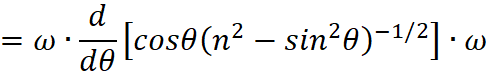 = ω · d/dθ [cosθ(n² − sin²θ)^{−1/2}] · ω